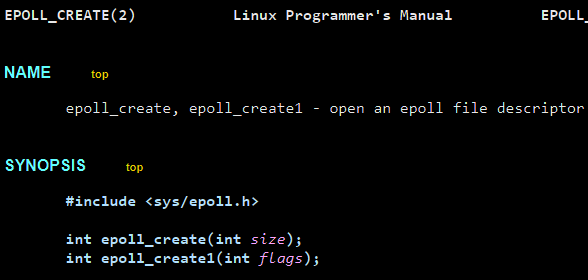 EPOLL_CREATE(2) Linux Programmer's Manual EPOLL_
NAME top
epoll_create, epoll_create1 - open an epoll file descriptor
SYNOPSIS top
#include <sys/epoll.h>
int epoll_create(int size);
int epoll_create1(int flags);